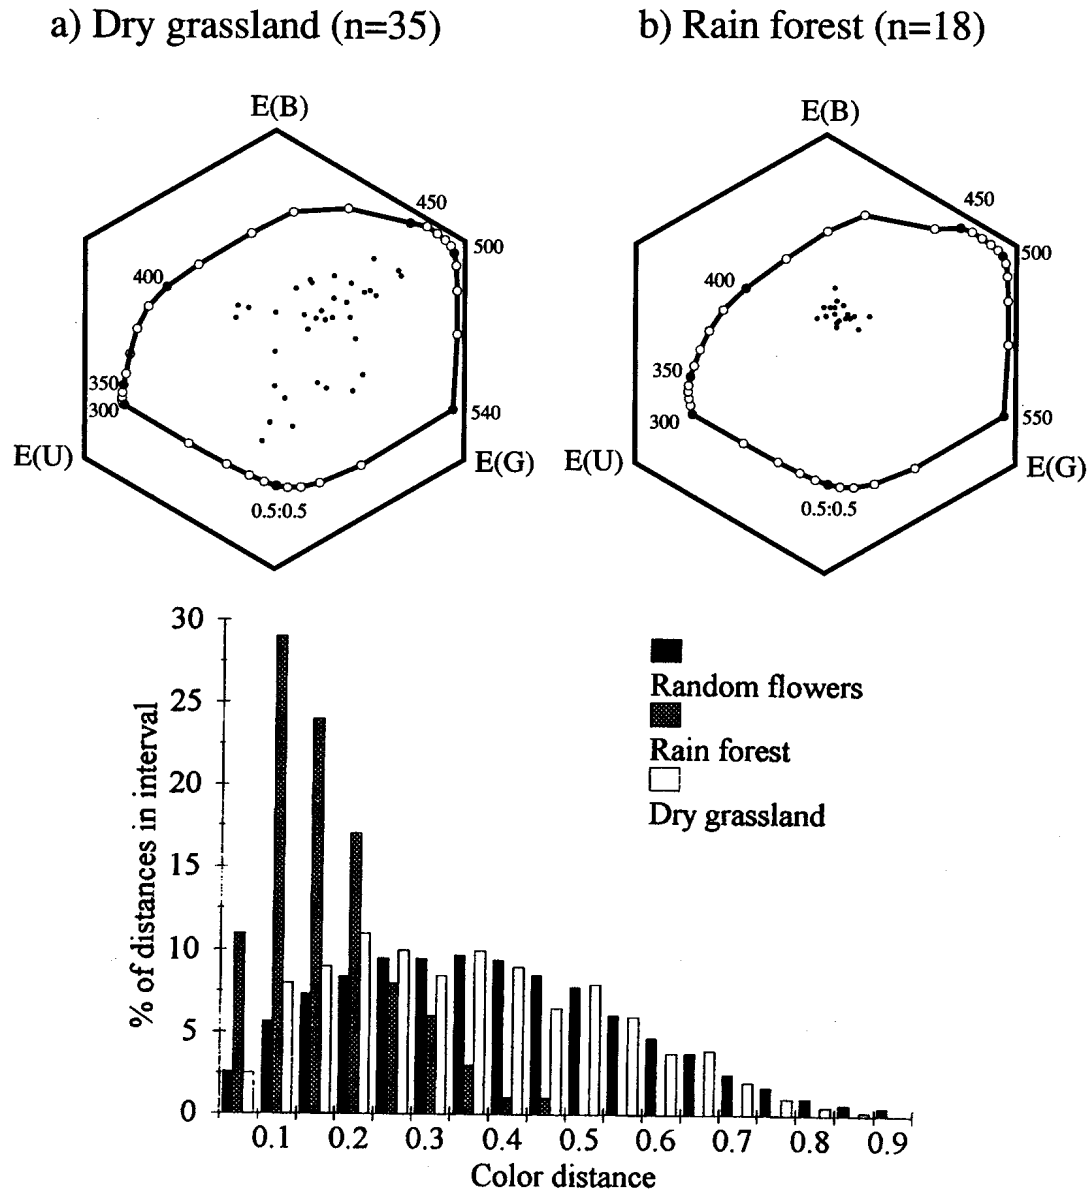 a) Dry grassland (n=35)
b) Rain forest (n=18)
E(B)
450
500
400
350
300
540
E(U)
E(G)
0.5:0.5
E(B)
450
500
400
350
300
550
E(U)
E(G)
0.5:0.5
30
25
20
15
10
5
0
% of distances in interval
Random flowers
Rain forest
Dry grassland
0.1 0.2 0.3 0.4 0.5 0.6 0.7 0.8 0.9
Color distance